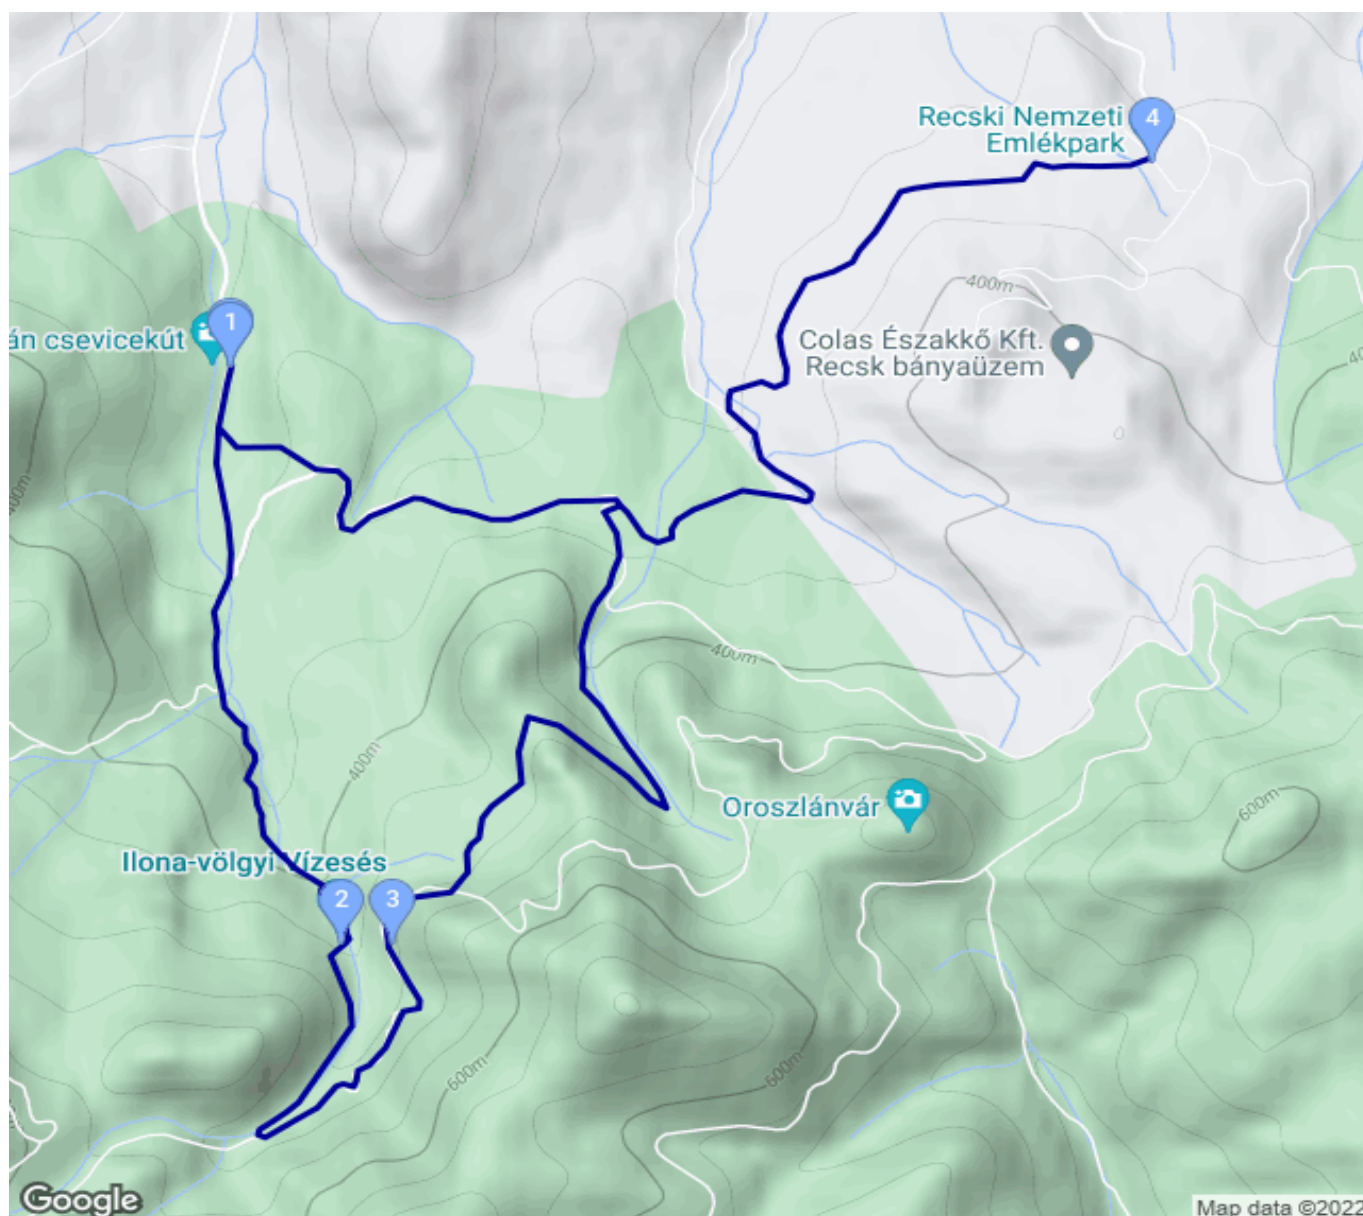 Recski Nemzeti
Emlékpark
4
400m
1
án csevicekút
Colas Északkő Kft.
Recsk bányaüzem
400m
400m
400m
Oroszlánvár
600m
Ilona-völgyi Vízesés
2
3
600m
600m
Google
Map data ©2022